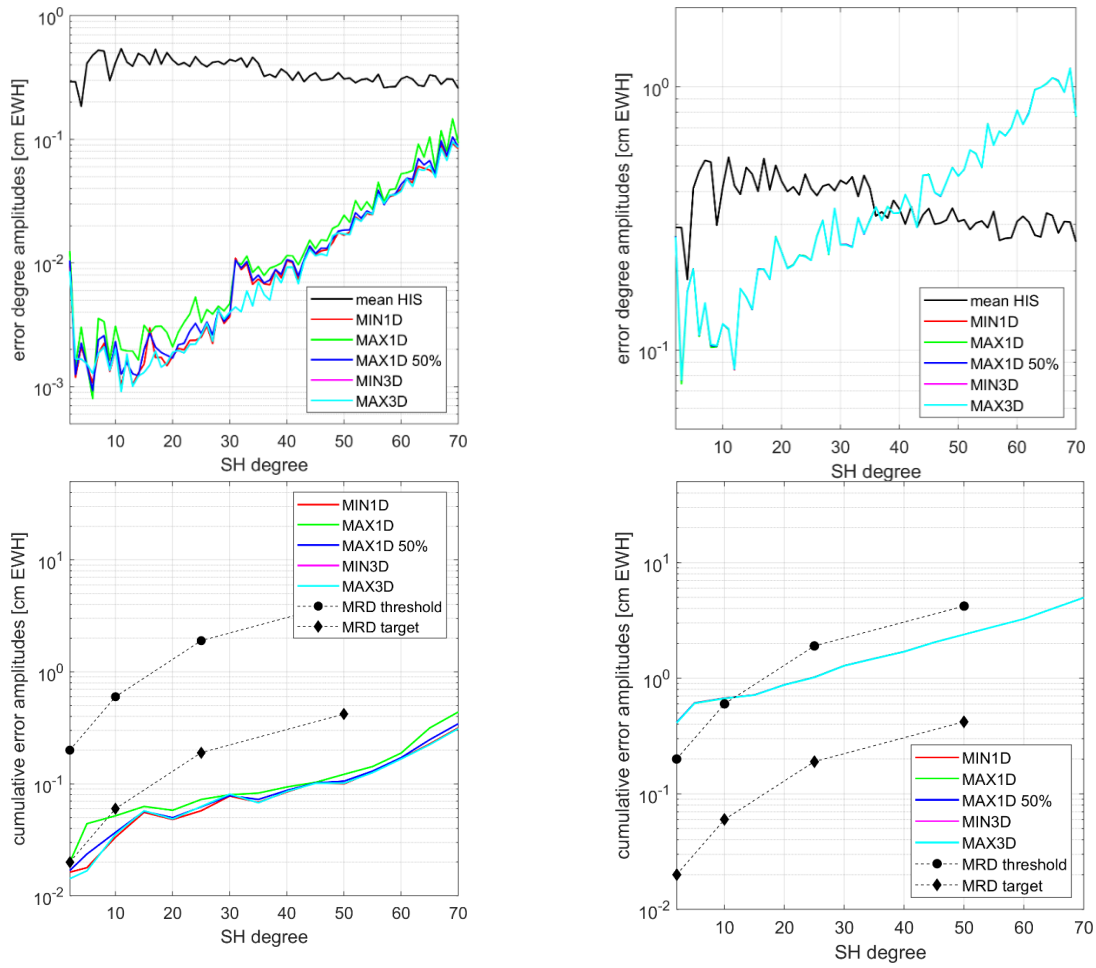 error degree amplitudes [cm EWH]
10^0
10^-1
10^-2
10^-3
mean HIS
MIN1D
MAX1D
MAX1D 50%
MIN3D
MAX3D
10 20 30 40 50 60 70
SH degree
error degree amplitudes [cm EWH]
10^0
10^-1
mean HIS
MIN1D
MAX1D
MAX1D 50%
MIN3D
MAX3D
10 20 30 40 50 60 70
SH degree
cumulative error amplitudes [cm EWH]
10^1
10^0
10^-1
10^-2
MIN1D
MAX1D
MAX1D 50%
MIN3D
MAX3D
MRD threshold
MRD target
10 20 30 40 50 60 70
SH degree
cumulative error amplitudes [cm EWH]
10^1
10^0
10^-1
10^-2
MIN1D
MAX1D
MAX1D 50%
MIN3D
MAX3D
MRD threshold
MRD target
10 20 30 40 50 60 70
SH degree